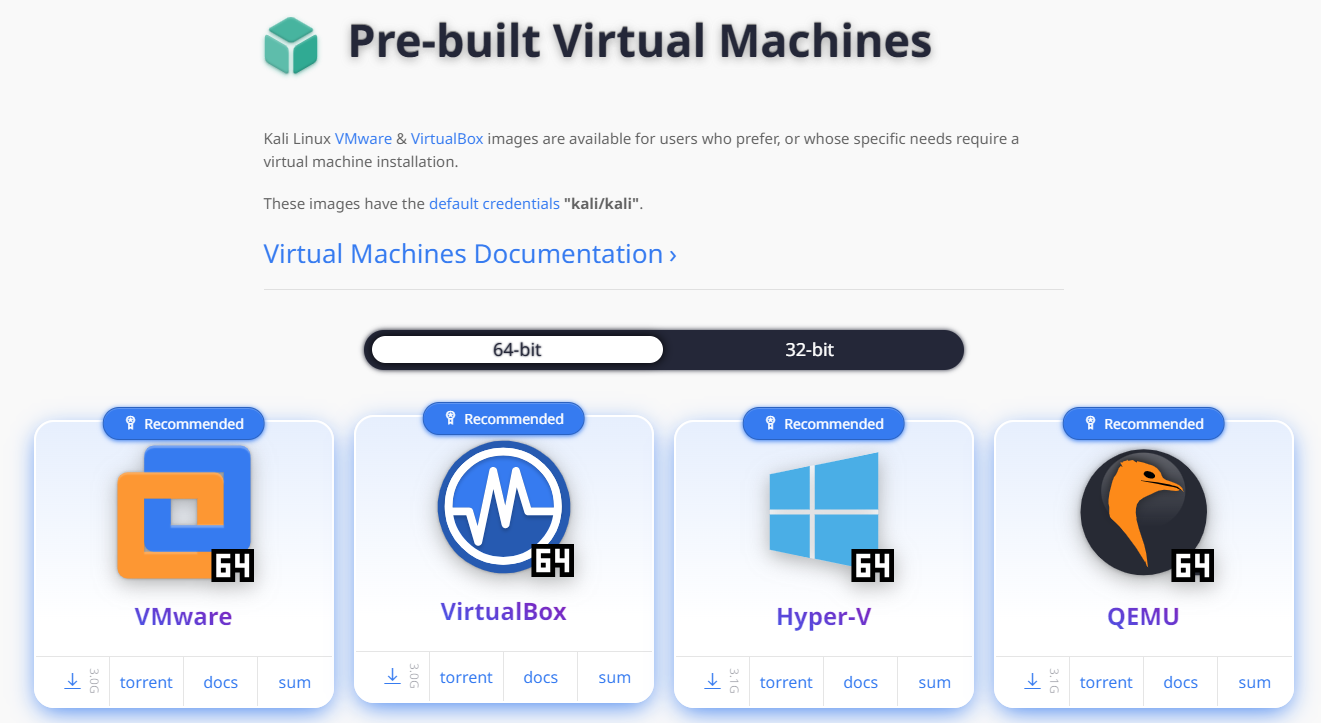 Pre-built Virtual Machines
Kali Linux VMware & VirtualBox images are available for users who prefer, or whose specific needs require a
virtual machine installation.
These images have the default credentials "kali/kali".
Virtual Machines Documentation ›
64-bit
32-bit
Recommended
64
VMware
3.0G
torrent
docs
sum
Recommended
64
VirtualBox
3.0G
torrent
docs
sum
Recommended
64
Hyper-V
3.1G
torrent
docs
sum
Recommended
64
QEMU
3.1G
torrent
docs
sum